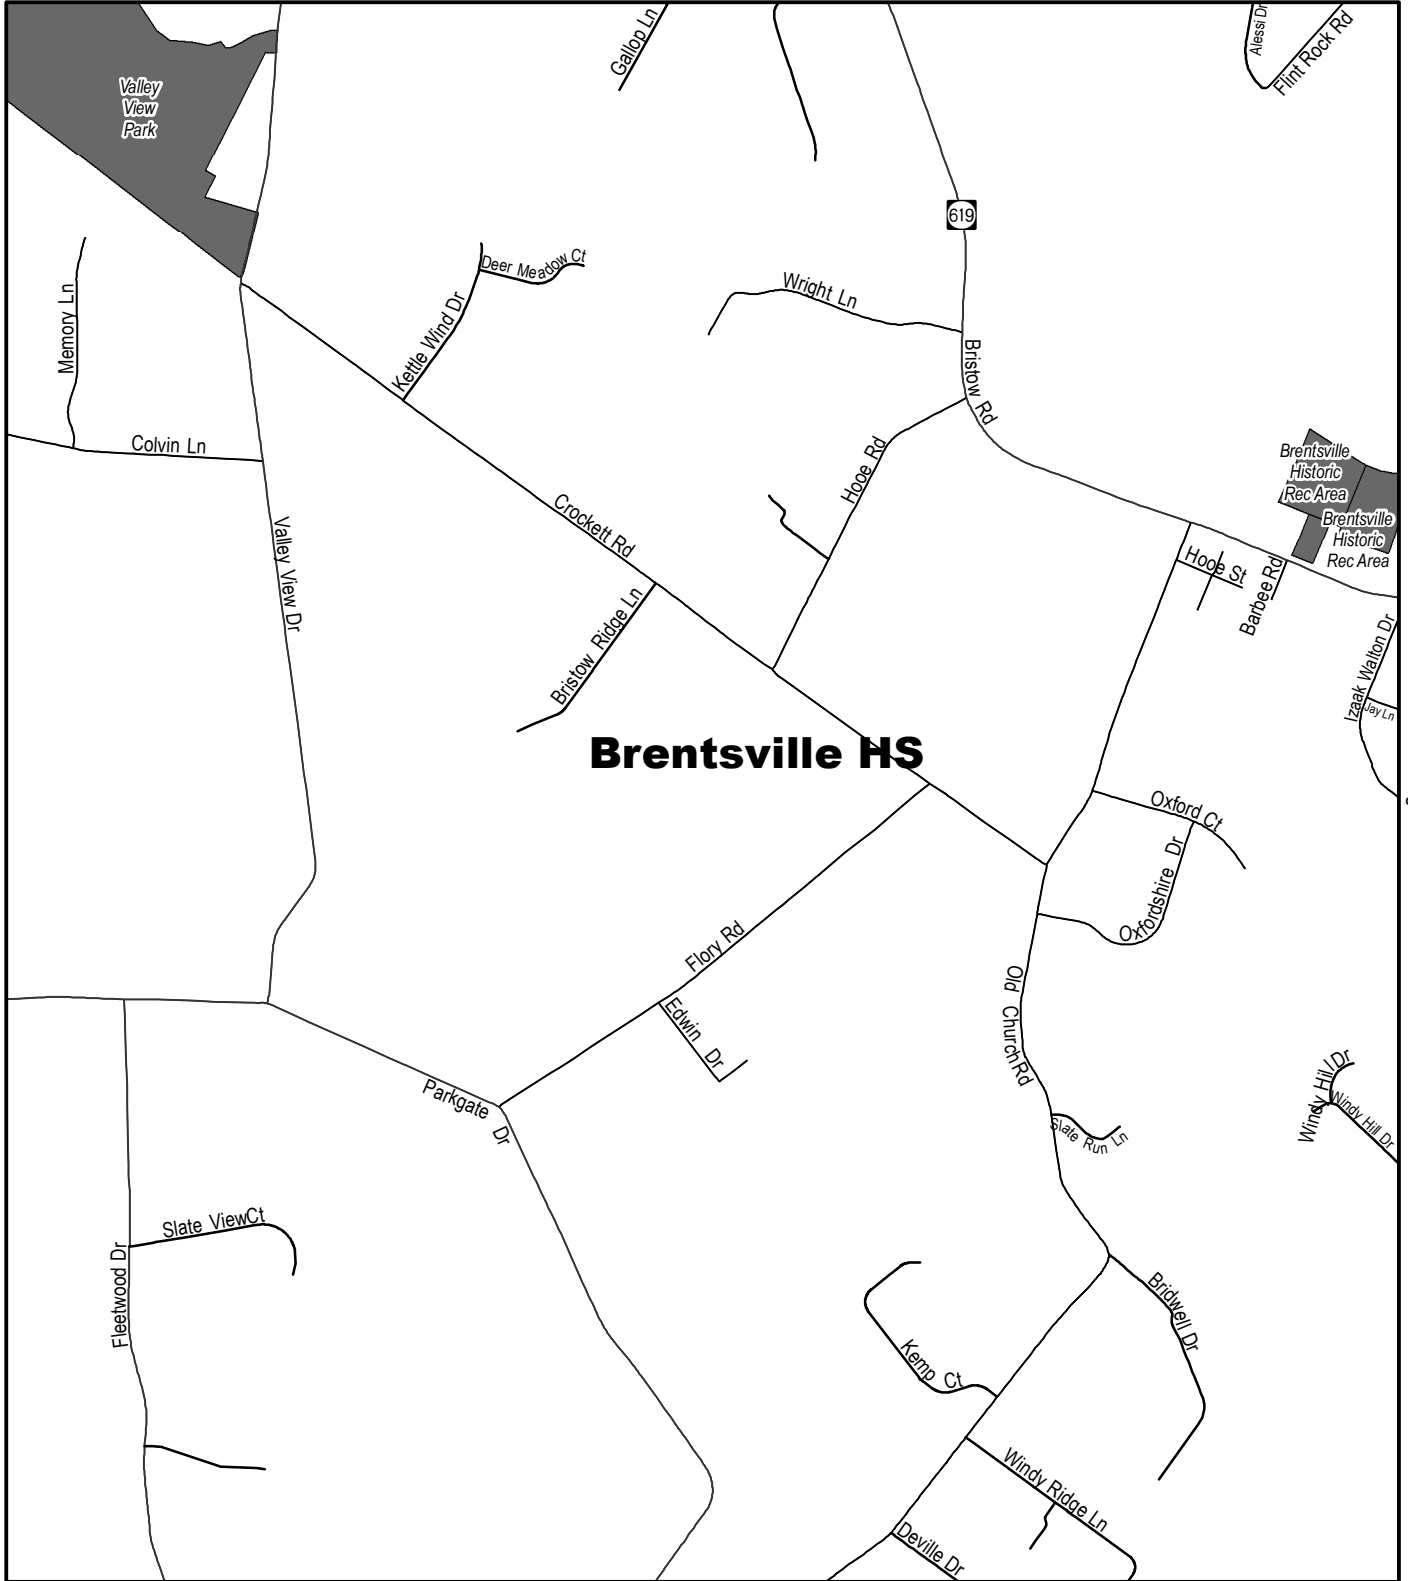 Gallop Ln
Alessi Dr
Flint Rock Rd
Valley
View
Park
619
Deer Meadow Ct
Wright Ln
Memory Ln
Kettle Wind Dr
Bristow Rd
Colvin Ln
Hooe Rd
Brentsville
Historic
Rec Area
Brentsville
Historic
Rec Area
Crockett Rd
Valley View Dr
Hooe St
Barbee Rd
Bristow Ridge Ln
Izaak Walton Dr
Jay Ln
Brentsville HS
Oxford Ct
Oxfordshire Dr
Flory Rd
Old Church Rd
Edwin Dr
Parkgate Dr
Windy Hill Dr
Windy Hill Dr
Slate Run Ln
Slate View Ct
Fleetwood Dr
Bridwell Dr
Kemp Ct
Windy Ridge Ln
Deville Dr